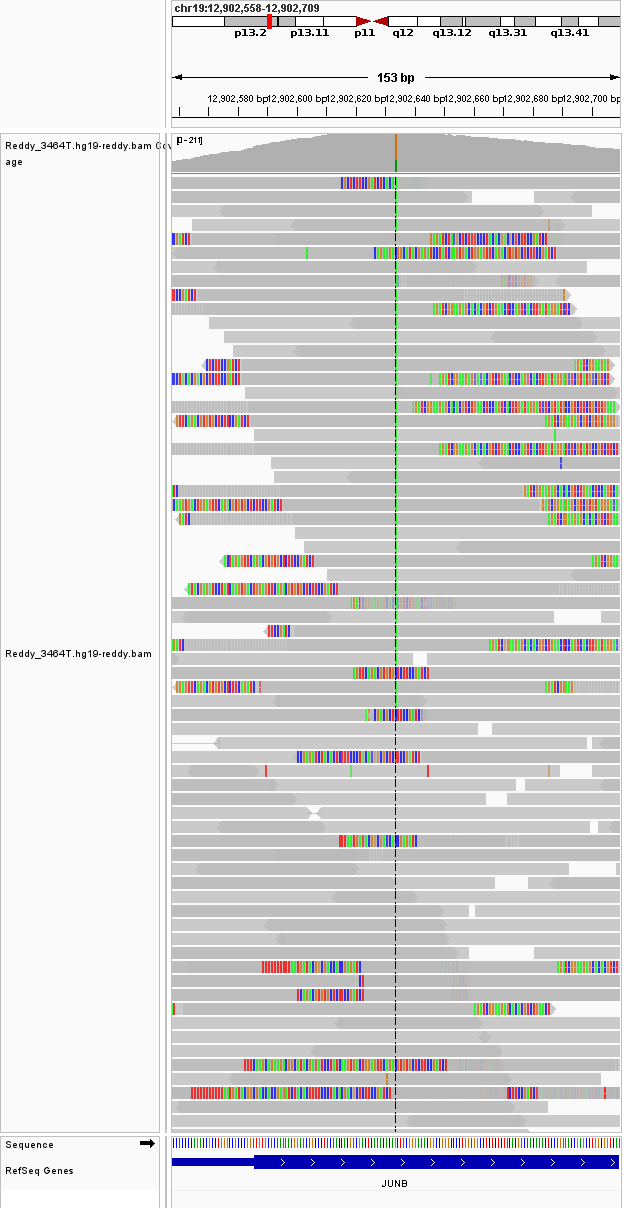 chr19:12,902,558-12,902,709
p13.2 p13.11 p11 q12 q13.12 q13.31 q13.41
153 bp
12,902,580 bp 12,902,600 bp 12,902,620 bp 12,902,640 bp 12,902,660 bp 12,902,680 bp 12,902,700 bp
Reddy_3464T.hg19-reddy.bam Cov
age
[0 - 211]
Reddy_3464T.hg19-reddy.bam
Sequence
RefSeq Genes
JUNB